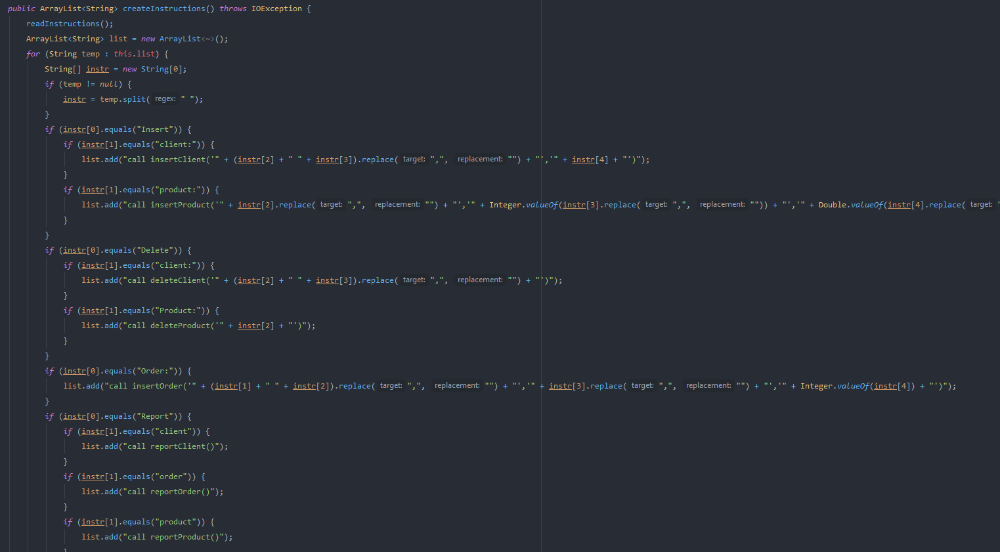 public ArrayList<String> createInstructions() throws IOException {
readInstructions();
ArrayList<String> list = new ArrayList<~>();
for (String temp : this.list) {
String[] instr = new String[0];
if (temp != null) {
instr = temp.split( regex: " ");
}
if (instr[0].equals("Insert")) {
if (instr[1].equals("client:")) {
list.add("call insertClient('" + (instr[2] + " " + instr[3]).replace( target: ",", replacement: "") + "','" + instr[4] + "')");
}
if (instr[1].equals("product:")) {
list.add("call insertProduct('" + instr[2].replace( target: ",", replacement: "") + "','" + Integer.valueOf(instr[3].replace( target: ",", replacement: "")) + "','" + Double.valueOf(instr[4].replace( target: "
}
}
if (instr[0].equals("Delete")) {
if (instr[1].equals("client:")) {
list.add("call deleteClient('" + (instr[2] + " " + instr[3]).replace( target: ",", replacement: "") + "')");
}
if (instr[1].equals("Product:")) {
list.add("call deleteProduct('" + instr[2] + "')");
}
}
if (instr[0].equals("Order:")) {
list.add("call insertOrder('" + (instr[1] + " " + instr[2]).replace( target: ",", replacement: "") + "','" + instr[3].replace( target: ",", replacement: "") + "','" + Integer.valueOf(instr[4]) + "')");
}
if (instr[0].equals("Report")) {
if (instr[1].equals("client")) {
list.add("call reportClient()");
}
if (instr[1].equals("order")) {
list.add("call reportOrder()");
}
if (instr[1].equals("product")) {
list.add("call reportProduct()");
}